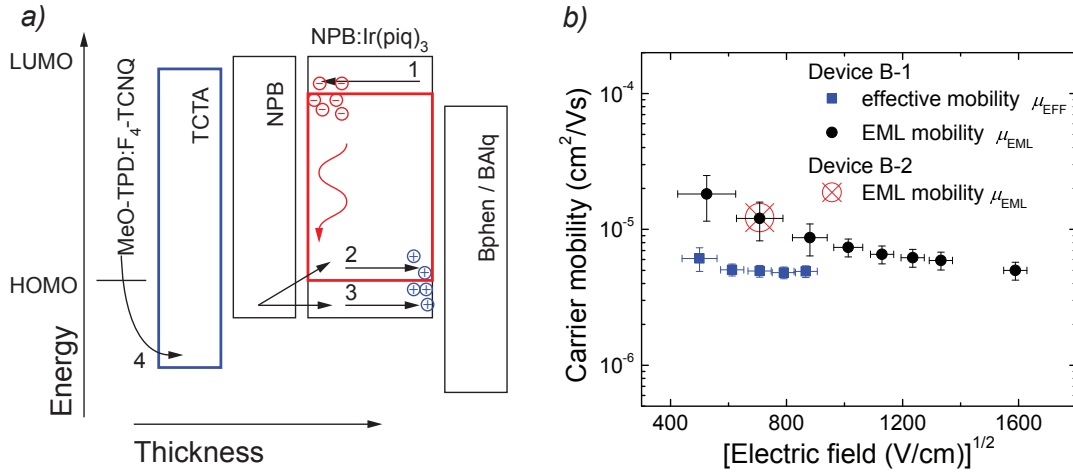 a)
NPB:Ir(piq)₃
LUMO
HOMO
Energy
Thickness
MeO-TPD:F₄-TCNQ
TCTA
NPB
Bphen / BAlq
1
2
3
4
b)
Carrier mobility (cm²/Vs)
10⁻⁴
10⁻⁵
10⁻⁶
Device B-1
effective mobility μEFF
EML mobility μEML
Device B-2
EML mobility μEML
400 800 1200 1600
[Electric field (V/cm)]¹ᐟ²